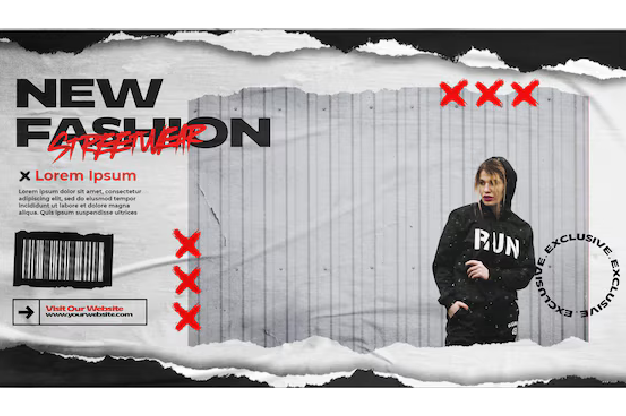 NEW
FASHION
STREETWEAR
Lorem Ipsum
Lorem ipsum dolor sit amet, consectetur
adipiscing elit, sed do eiusmod tempor
incididunt ut labore et dolore magna
aliqua. Quis ipsum suspendisse ultrices
Visit Our Website
www.yourwebsite.com
RUN
EXCLUSIVE. EXCLUSIVE. EXCLUSIVE. EXCLUSIVE.